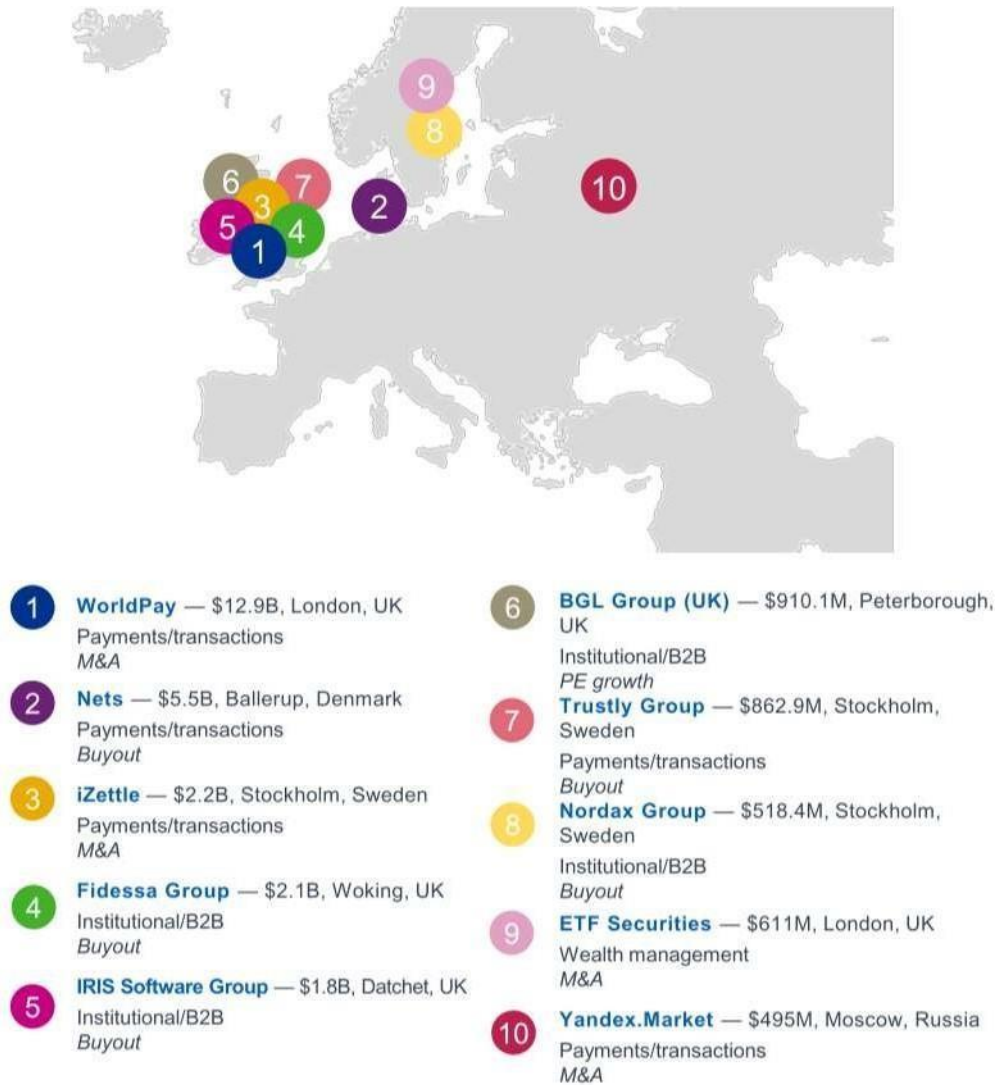 9
8
6
7
10
3
2
5
4
1
1
WorldPay — $12.9B, London, UK
Payments/transactions
M&A
2
Nets — $5.5B, Ballerup, Denmark
Payments/transactions
Buyout
3
iZettle — $2.2B, Stockholm, Sweden
Payments/transactions
M&A
4
Fidessa Group — $2.1B, Woking, UK
Institutional/B2B
Buyout
5
IRIS Software Group — $1.8B, Datchet, UK
Institutional/B2B
Buyout
6
BGL Group (UK) — $910.1M, Peterborough,
UK
Institutional/B2B
PE growth
7
Trustly Group — $862.9M, Stockholm,
Sweden
Payments/transactions
Buyout
8
Nordax Group — $518.4M, Stockholm,
Sweden
Institutional/B2B
Buyout
9
ETF Securities — $611M, London, UK
Wealth management
M&A
10
Yandex.Market — $495M, Moscow, Russia
Payments/transactions
M&A